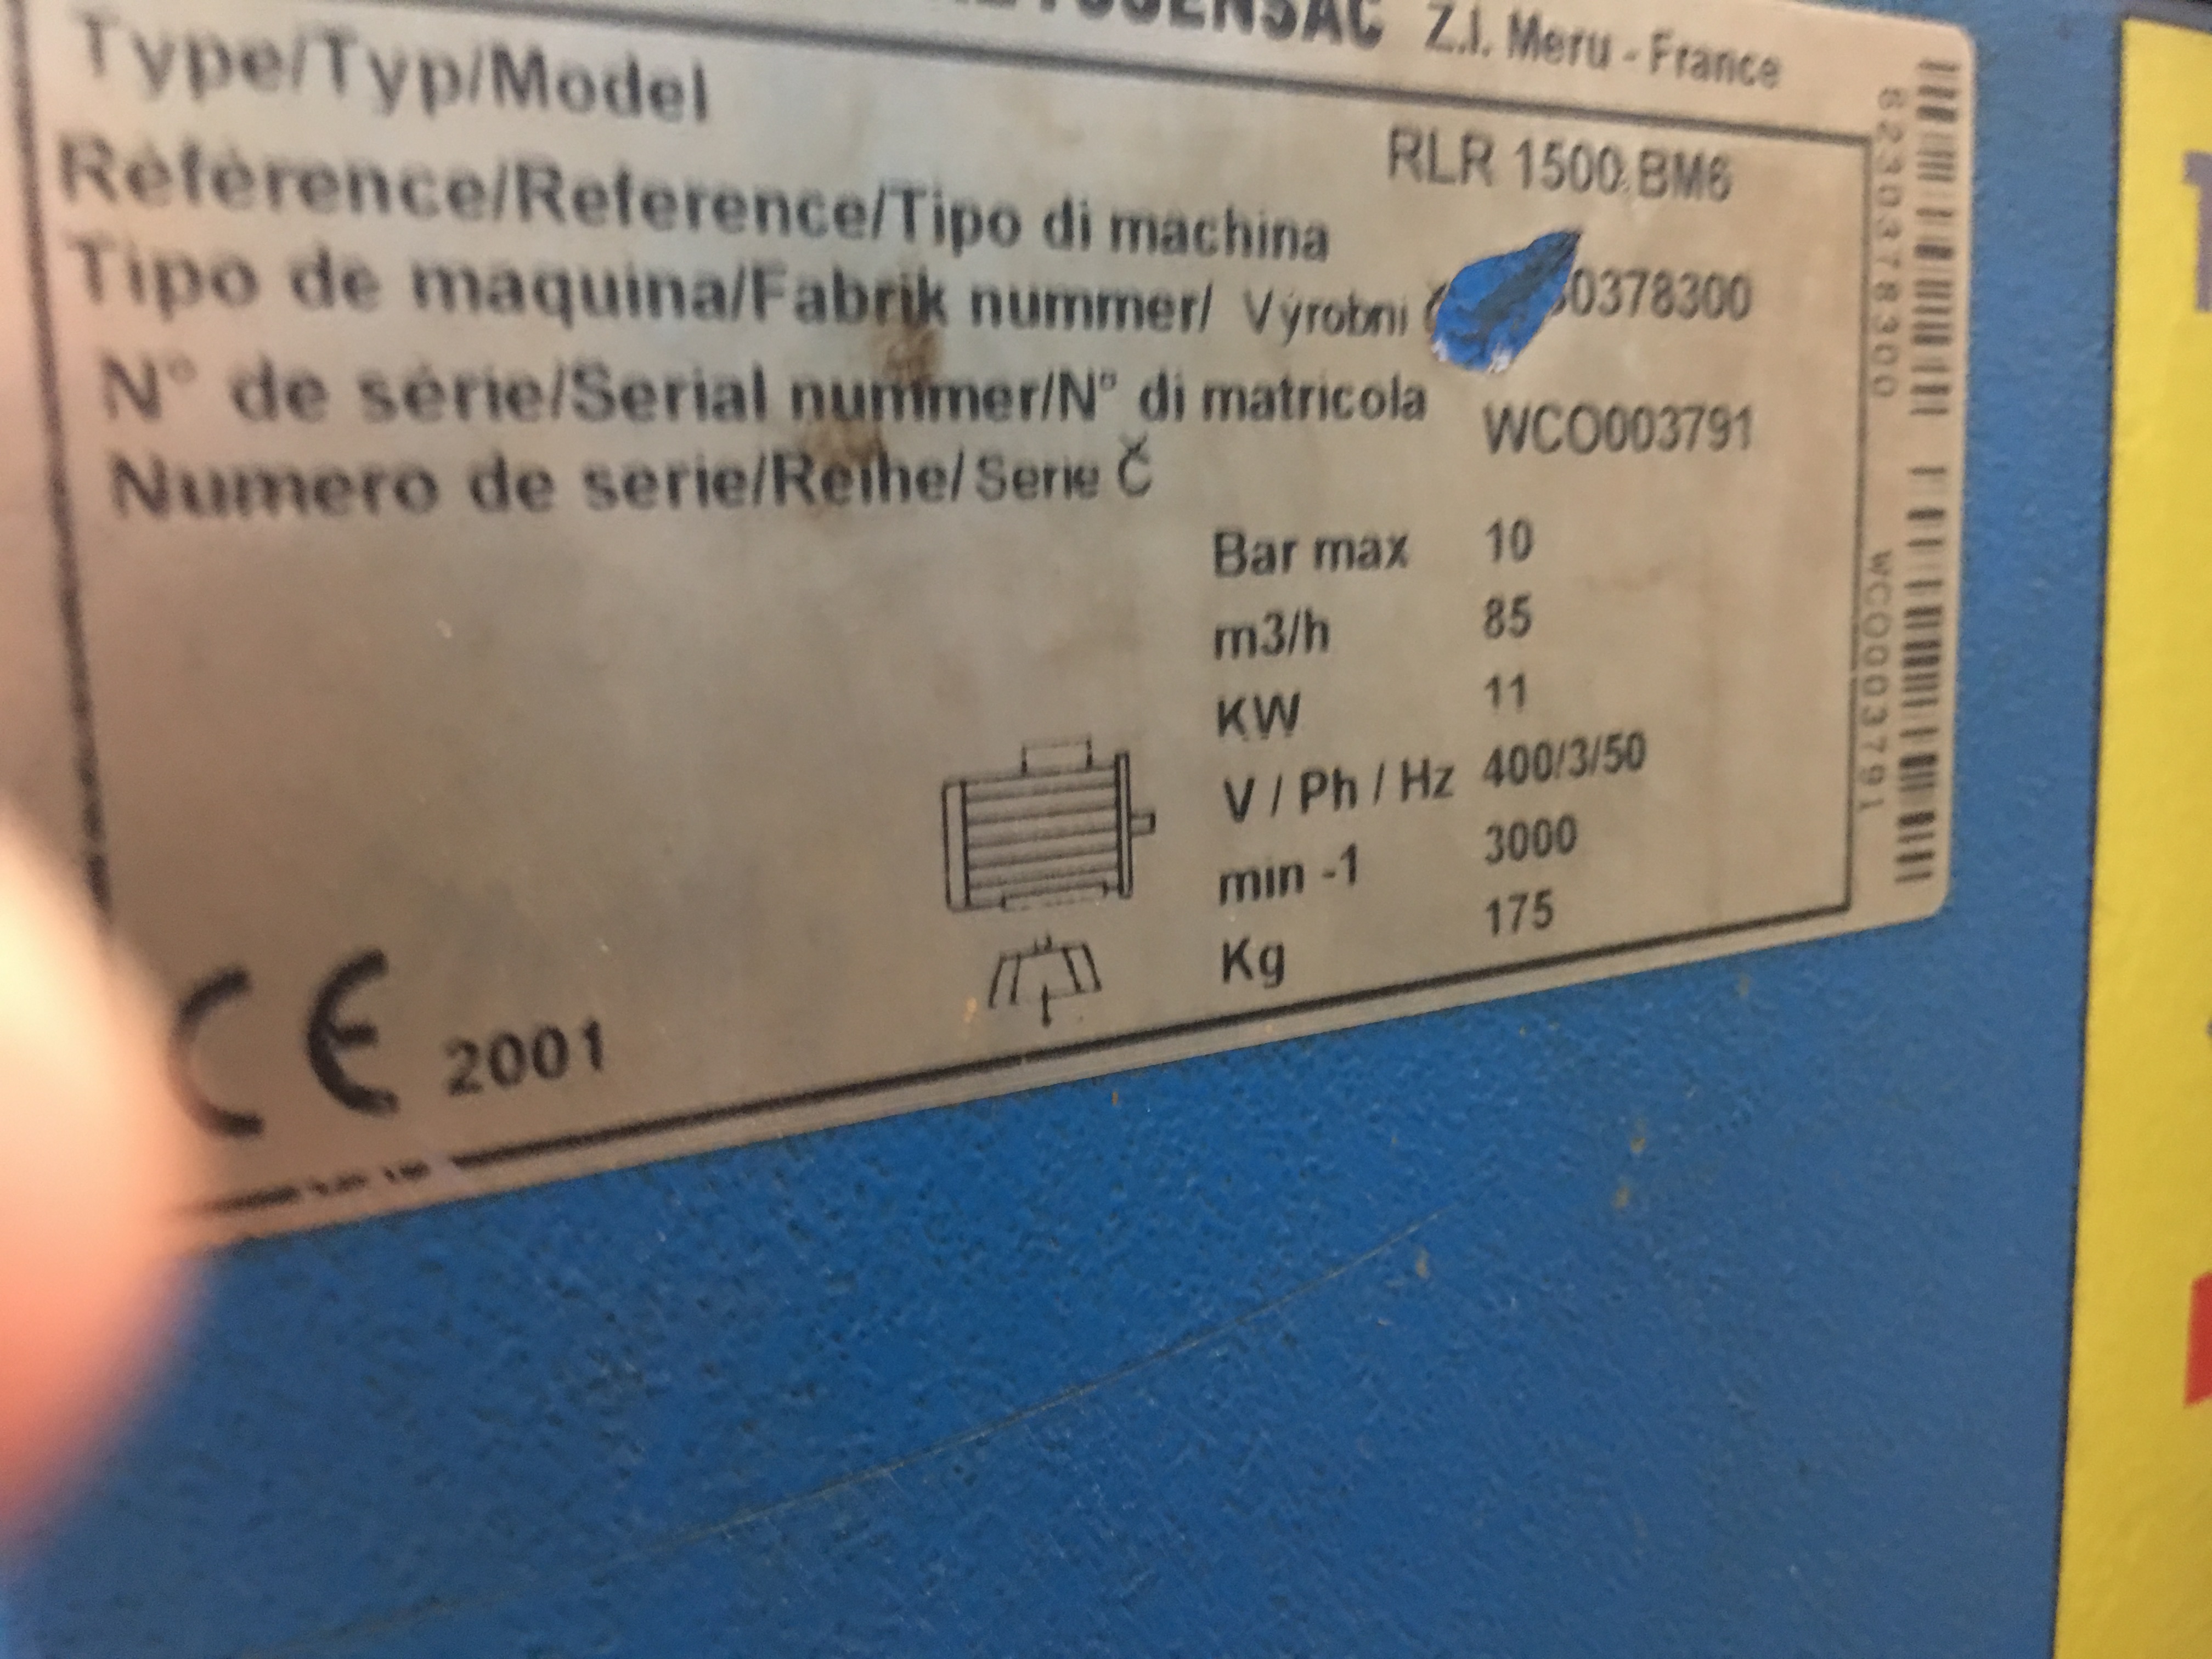 Z.I. Meru - France
Type/Typ/Model
RLR 1500.BM6
Référence/Reference/Tipo di machina
Tipo de maquina/Fabrik nummer/ Výrobni
0378300
N° de série/Serial nummer/N° di matricola
WCO003791
Numero de serie/Reihe/Serie Č
Bar max 10
m3/h 85
KW 11
V / Ph / Hz 400/3/50
min -1 3000
Kg 175
CE 2001
8230378300
WCO003791